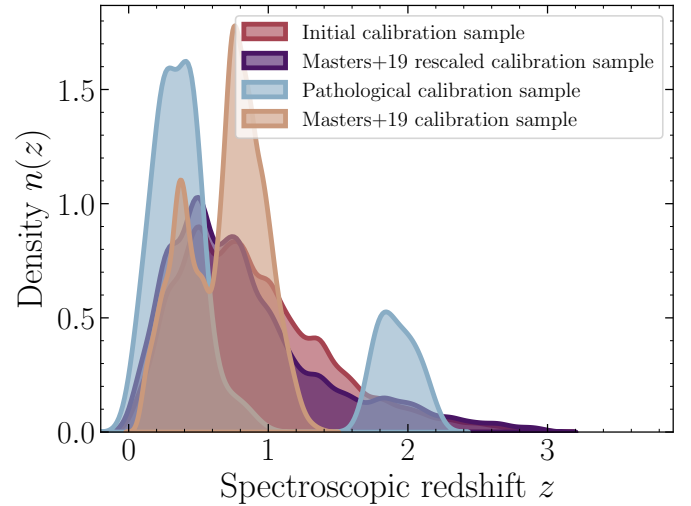 Initial calibration sample
Masters+19 rescaled calibration sample
Pathological calibration sample
Masters+19 calibration sample
Density n(z)
1.5
1.0
0.5
0.0
0 1 2 3
Spectroscopic redshift z